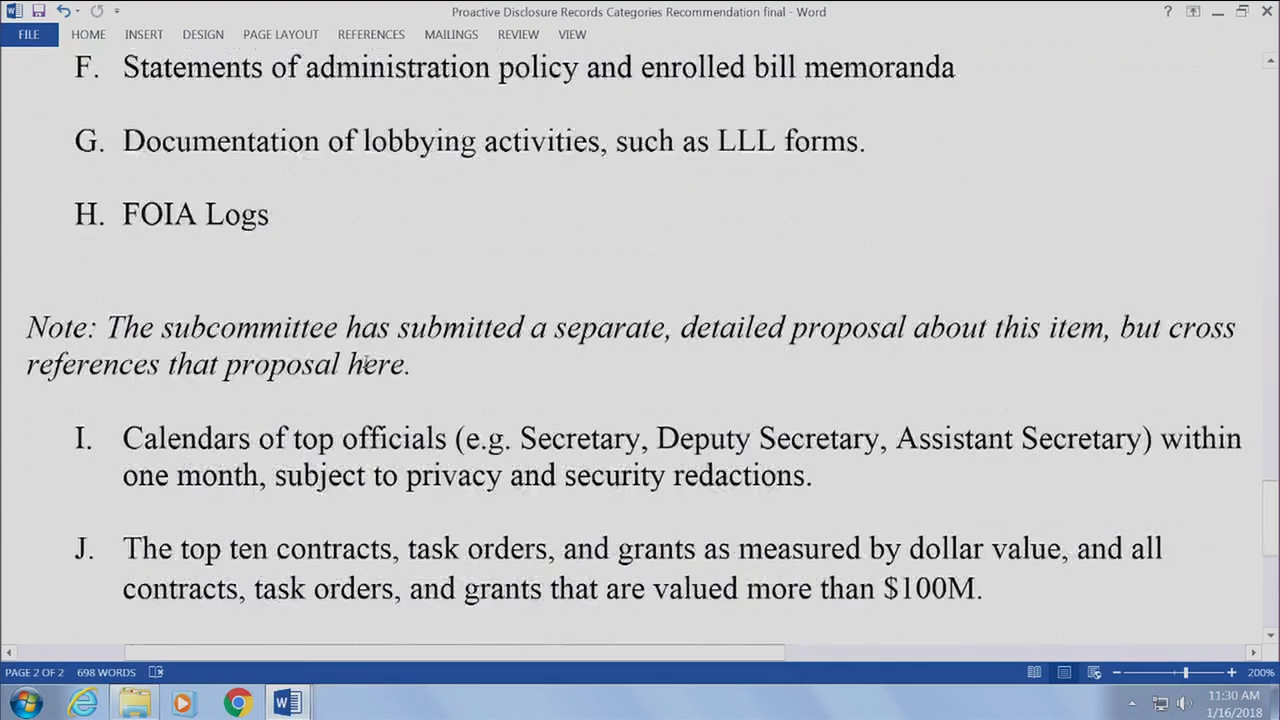 Proactive Disclosure Records Categories Recommendation final - Word
?
FILE HOME INSERT DESIGN PAGE LAYOUT REFERENCES MAILINGS REVIEW VIEW
F. Statements of administration policy and enrolled bill memoranda
G. Documentation of lobbying activities, such as LLL forms.
H. FOIA Logs
Note: The subcommittee has submitted a separate, detailed proposal about this item, but cross
references that proposal here.
I. Calendars of top officials (e.g. Secretary, Deputy Secretary, Assistant Secretary) within
one month, subject to privacy and security redactions.
J. The top ten contracts, task orders, and grants as measured by dollar value, and all
contracts, task orders, and grants that are valued more than $100M.
PAGE 2 OF 2 698 WORDS 200%
11:30 AM
1/16/2018